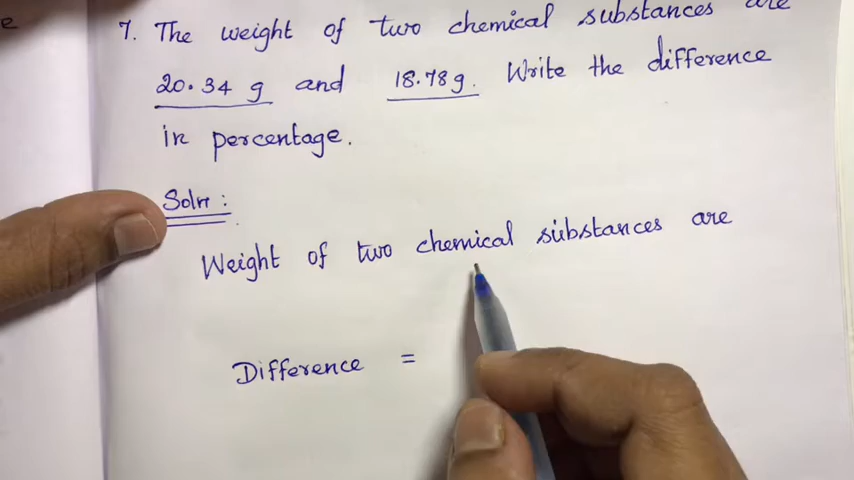 7. The weight of two chemical substances are
20.34 g and 18.78g. Write the difference
in percentage.
Soln :
Weight of two chemical substances are
Difference =